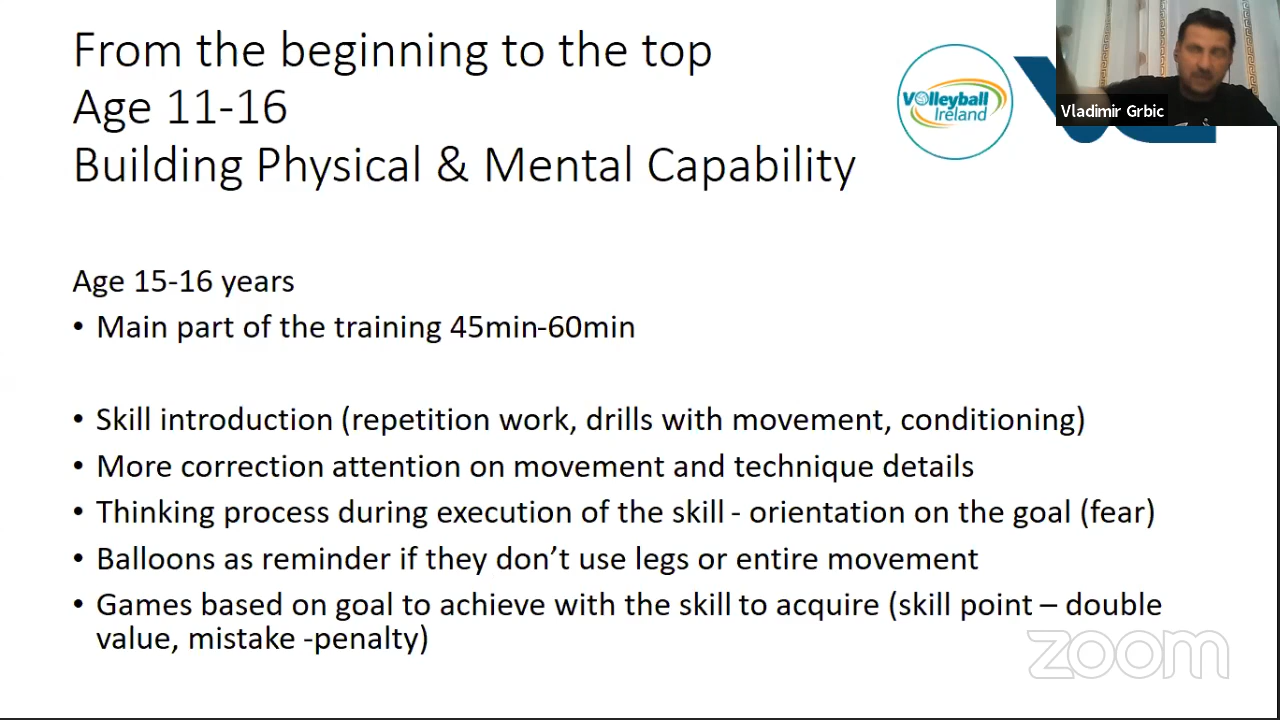 From the beginning to the top
Age 11-16
Building Physical & Mental Capability
Volleyball
Ireland
Vladimir Grbic
Age 15-16 years
• Main part of the training 45min-60min
• Skill introduction (repetition work, drills with movement, conditioning)
• More correction attention on movement and technique details
• Thinking process during execution of the skill - orientation on the goal (fear)
• Balloons as reminder if they don’t use legs or entire movement
• Games based on goal to achieve with the skill to acquire (skill point – double
value, mistake -penalty)
zoom